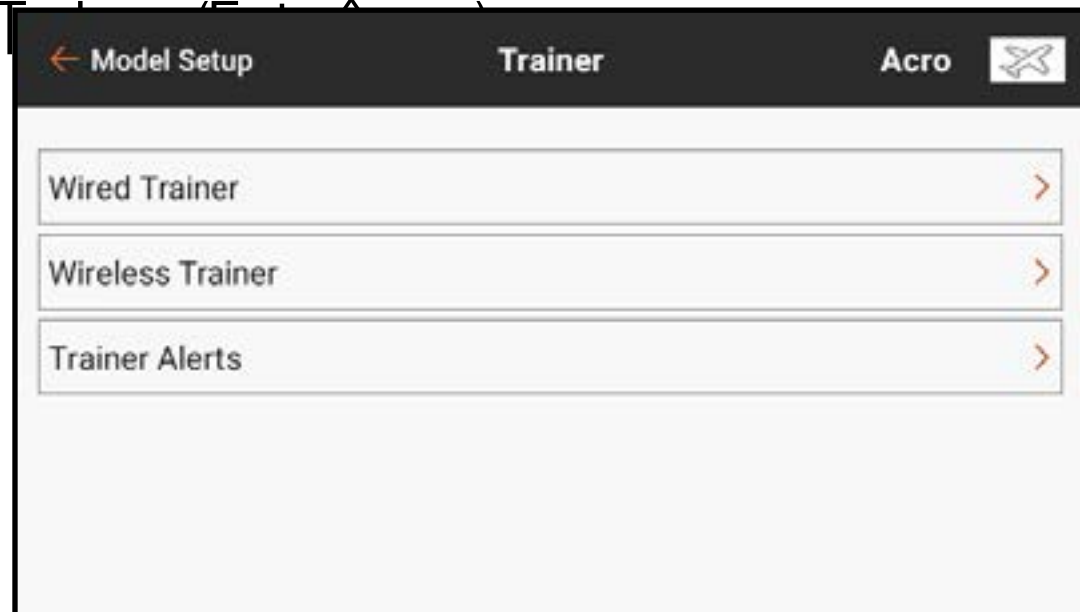 ← Model Setup Trainer Acro
Wired Trainer >
Wireless Trainer >
Trainer Alerts >